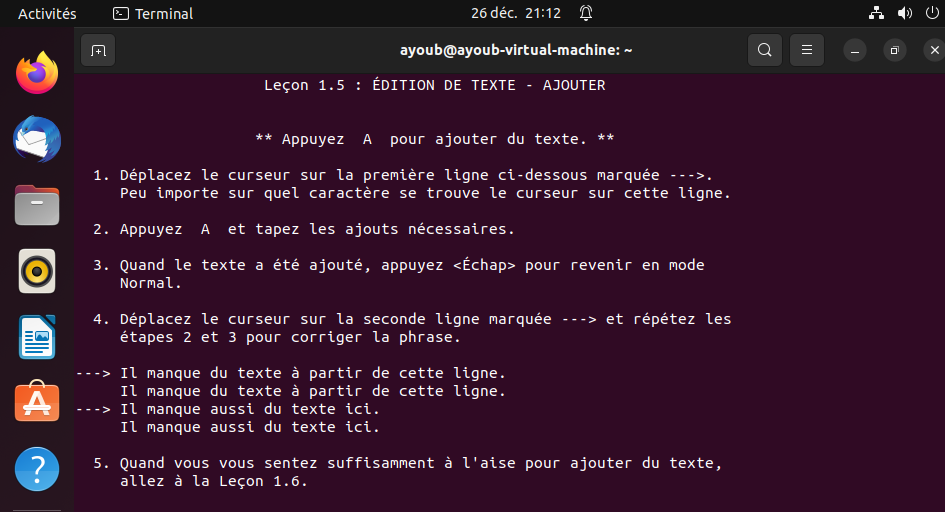 Activités Terminal 26 déc. 21:12
ayoub@ayoub-virtual-machine: ~
Leçon 1.5 : ÉDITION DE TEXTE - AJOUTER
** Appuyez A pour ajouter du texte. **
1. Déplacez le curseur sur la première ligne ci-dessous marquée --->.
Peu importe sur quel caractère se trouve le curseur sur cette ligne.
2. Appuyez A et tapez les ajouts nécessaires.
3. Quand le texte a été ajouté, appuyez <Échap> pour revenir en mode
Normal.
4. Déplacez le curseur sur la seconde ligne marquée ---> et répétez les
étapes 2 et 3 pour corriger la phrase.
---> Il manque du texte à partir de cette ligne.
Il manque du texte à partir de cette ligne.
---> Il manque aussi du texte ici.
Il manque aussi du texte ici.
5. Quand vous vous sentez suffisamment à l'aise pour ajouter du texte,
allez à la Leçon 1.6.